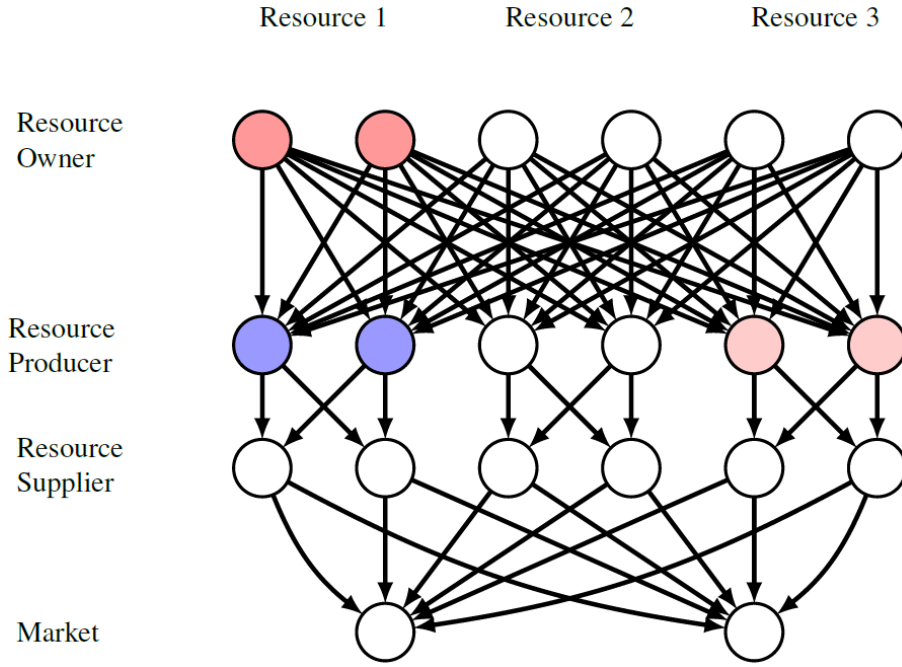 Resource 1
Resource 2
Resource 3
Resource
Owner
Resource
Producer
Resource
Supplier
Market